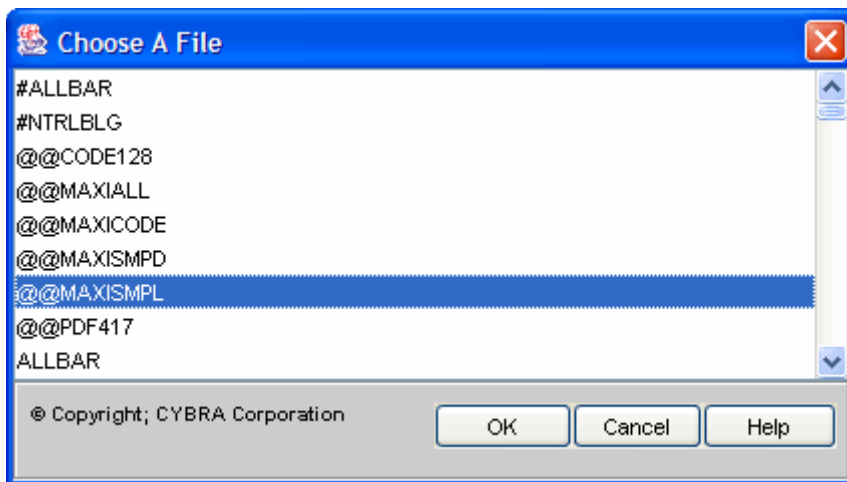 Choose A File
#ALLBAR
#NTRLBLG
@@CODE128
@@MAXIALL
@@MAXICODE
@@MAXISMPD
@@MAXISMPL
@@PDF417
ALLBAR
© Copyright; CYBRA Corporation
OK Cancel Help